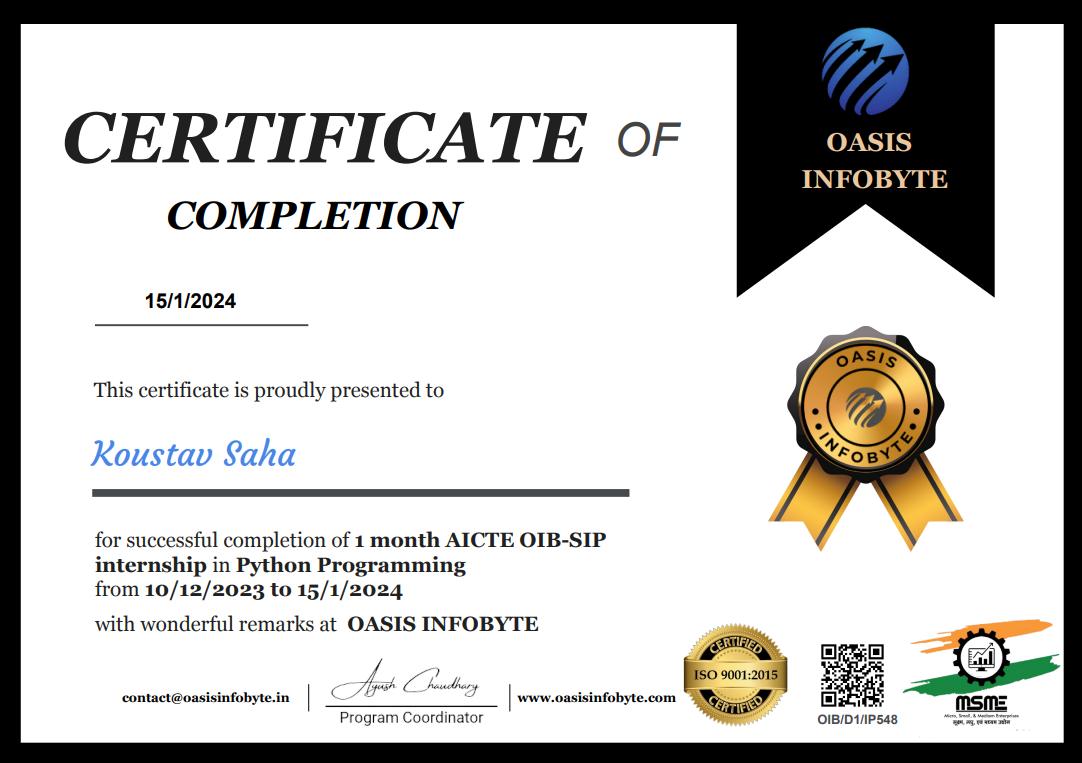 CERTIFICATE OF
COMPLETION
OASIS
INFOBYTE
15/1/2024
This certificate is proudly presented to
Koustav Saha
OASIS
INFOBYTE
for successful completion of 1 month AICTE OIB-SIP
internship in Python Programming
from 10/12/2023 to 15/1/2024
with wonderful remarks at OASIS INFOBYTE
contact@oasisinfobyte.in
Ayush Chaudhary
Program Coordinator
www.oasisinfobyte.com
CERTIFIED
ISO 9001:2015
CERTIFIED
OIB/D1/IP548
MSME
Micro, Small, & Medium Enterprises
सूक्ष्म, लघु, एवं मध्यम उद्योग